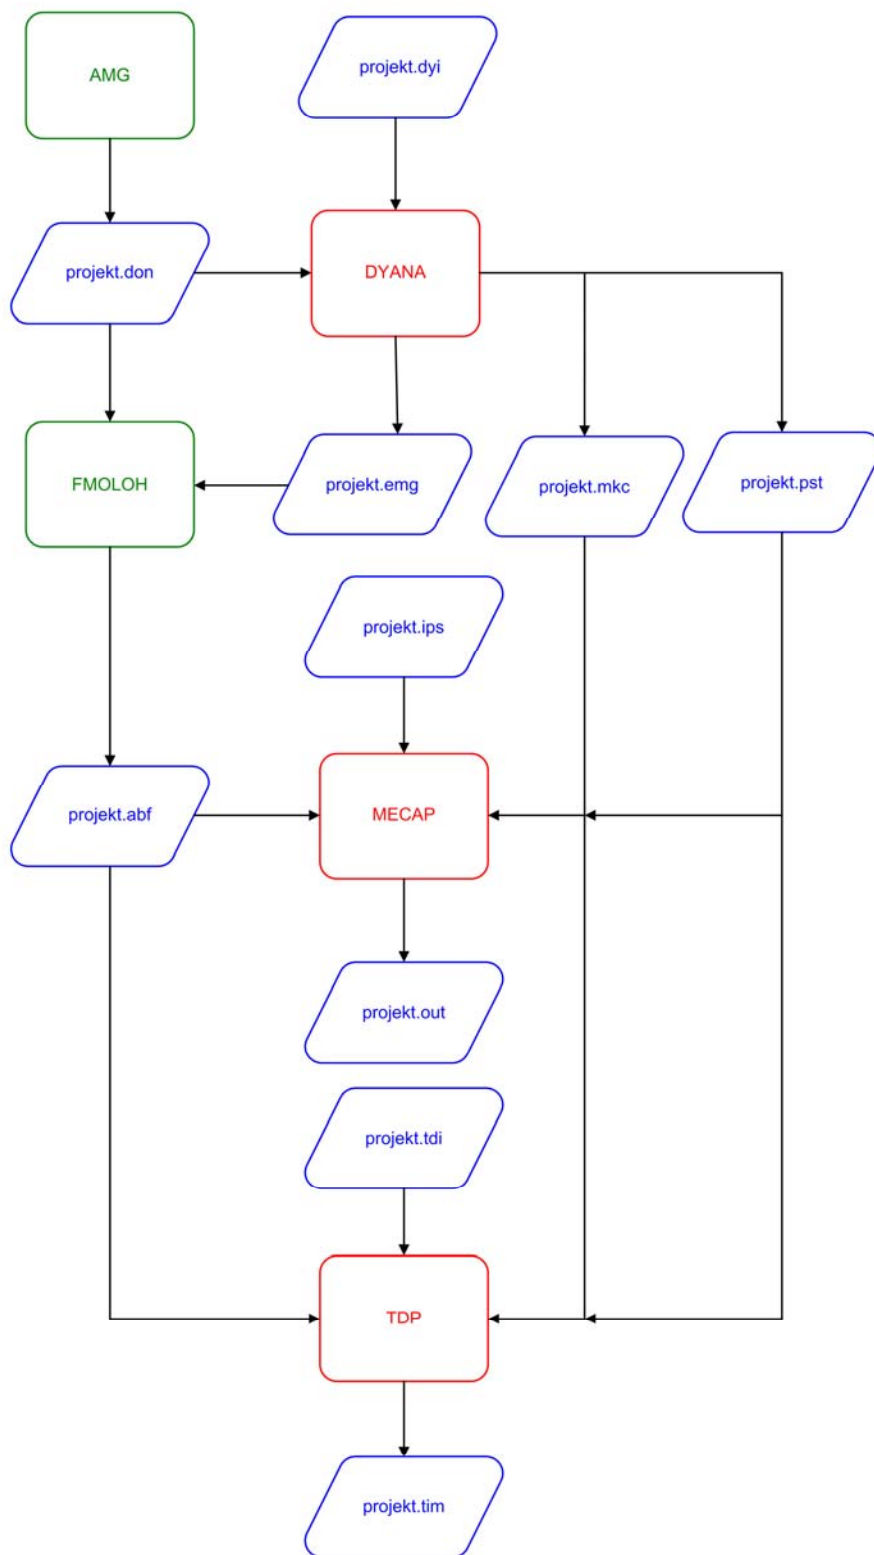 AMG
projekt.dyi
projekt.don
DYANA
FMOLOH
projekt.emg
projekt.mkc
projekt.pst
projekt.ips
projekt.abf
MECAP
projekt.out
projekt.tdi
TDP
projekt.tim